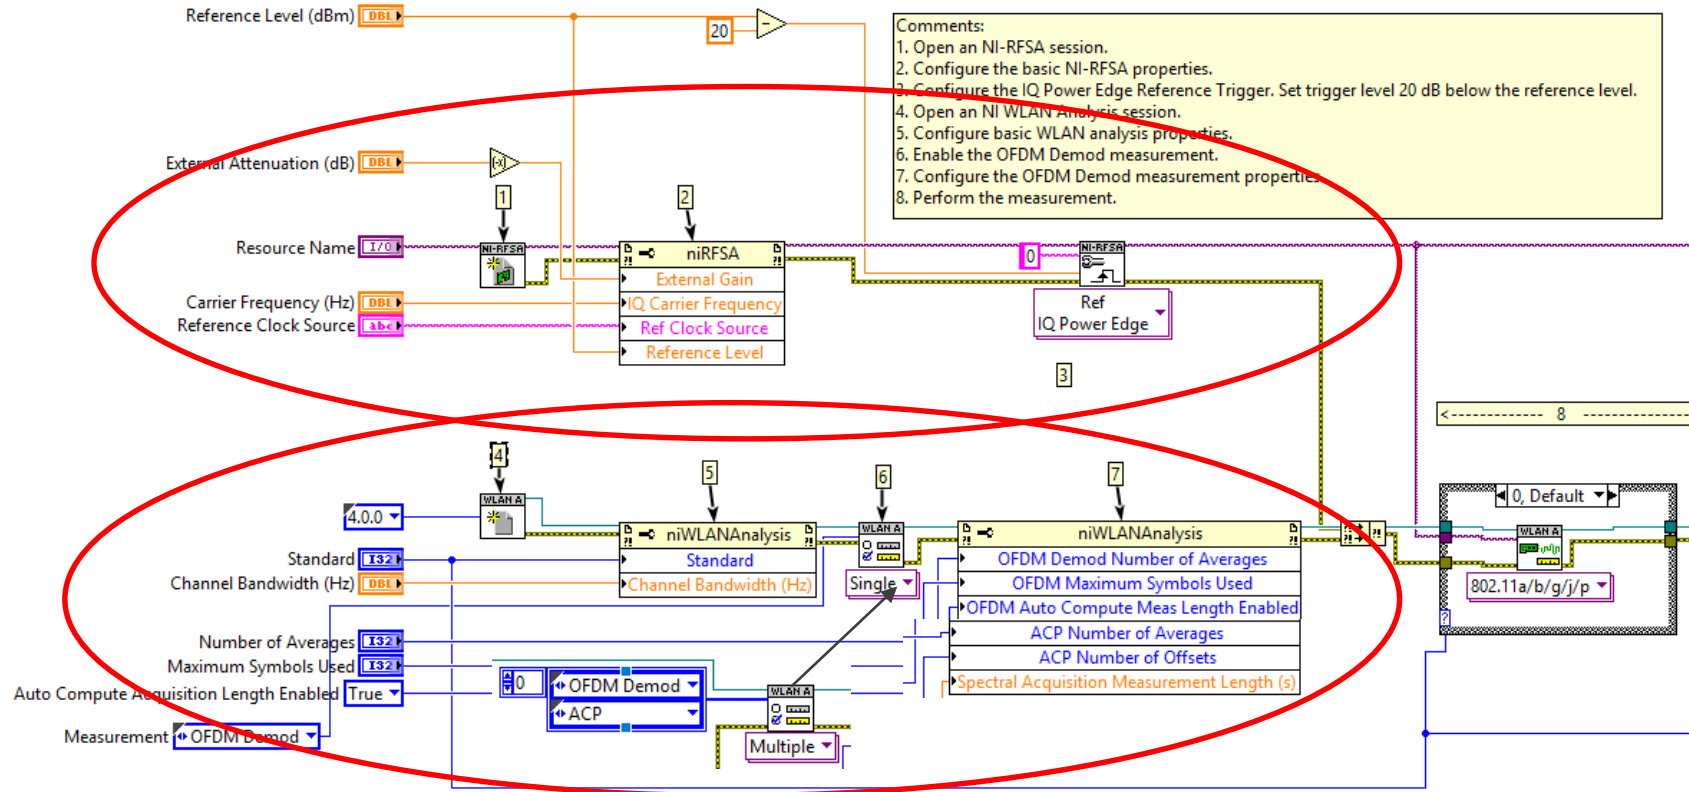 Reference Level (dBm)
DBL
20
-
Comments:
1. Open an NI-RFSA session.
2. Configure the basic NI-RFSA properties.
3. Configure the IQ Power Edge Reference Trigger. Set trigger level 20 dB below the reference level.
4. Open an NI WLAN Analysis session.
5. Configure basic WLAN analysis properties.
6. Enable the OFDM Demod measurement.
7. Configure the OFDM Demod measurement properties
8. Perform the measurement.
External Attenuation (dB)
DBL
(-x)
1
2
Resource Name
I/O
NI-RFSA
niRFSA
External Gain
IQ Carrier Frequency
Ref Clock Source
Reference Level
0
NI-RFSA
Ref
IQ Power Edge
Carrier Frequency (Hz)
DBL
Reference Clock Source
abc
3
<------------ 8 ------------
4
5
6
7
WLAN A
4.0.0
niWLANAnalysis
Standard
Channel Bandwidth (Hz)
WLAN A
Single
niWLANAnalysis
OFDM Demod Number of Averages
OFDM Maximum Symbols Used
OFDM Auto Compute Meas Length Enabled
ACP Number of Averages
ACP Number of Offsets
Spectral Acquisition Measurement Length (s)
0, Default
WLAN A
802.11a/b/g/j/p
?
Standard
I32
Channel Bandwidth (Hz)
DBL
Number of Averages
I32
Maximum Symbols Used
I32
Auto Compute Acquisition Length Enabled
True
Measurement
OFDM Demod
0
OFDM Demod
ACP
WLAN A
Multiple